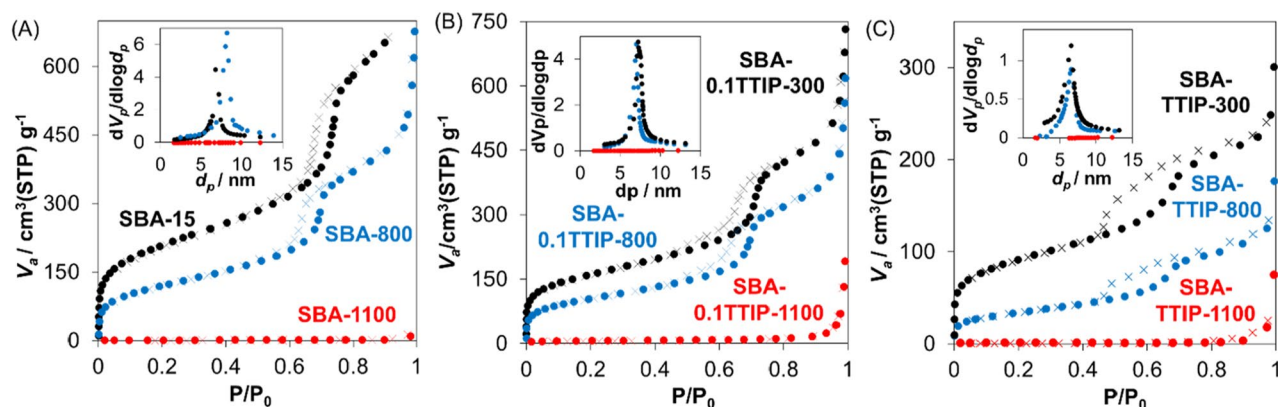 (A)
V_a / cm³(STP) g⁻¹
600
450
300
150
0
0
0.2
0.4
0.6
0.8
1
P/P₀
dV_p/dlogd_p
6
4
2
0
0
5
10
15
d_p / nm
SBA-15
SBA-800
SBA-1100
(B)
V_a/cm³(STP) g⁻¹
750
600
450
300
150
0
0
0.2
0.4
0.6
0.8
1
P/P₀
dVp/dlogdp
4
2
0
0
5
10
15
dp / nm
SBA-
0.1TTIP-300
SBA-
0.1TTIP-800
SBA-
0.1TTIP-1100
(C)
V_a / cm³(STP) g⁻¹
300
200
100
0
0
0.2
0.4
0.6
0.8
1
P/P₀
dV_p/dlogd_p
1
0.5
0
0
5
10
15
d_p / nm
SBA-
TTIP-300
SBA-
TTIP-800
SBA-
TTIP-1100